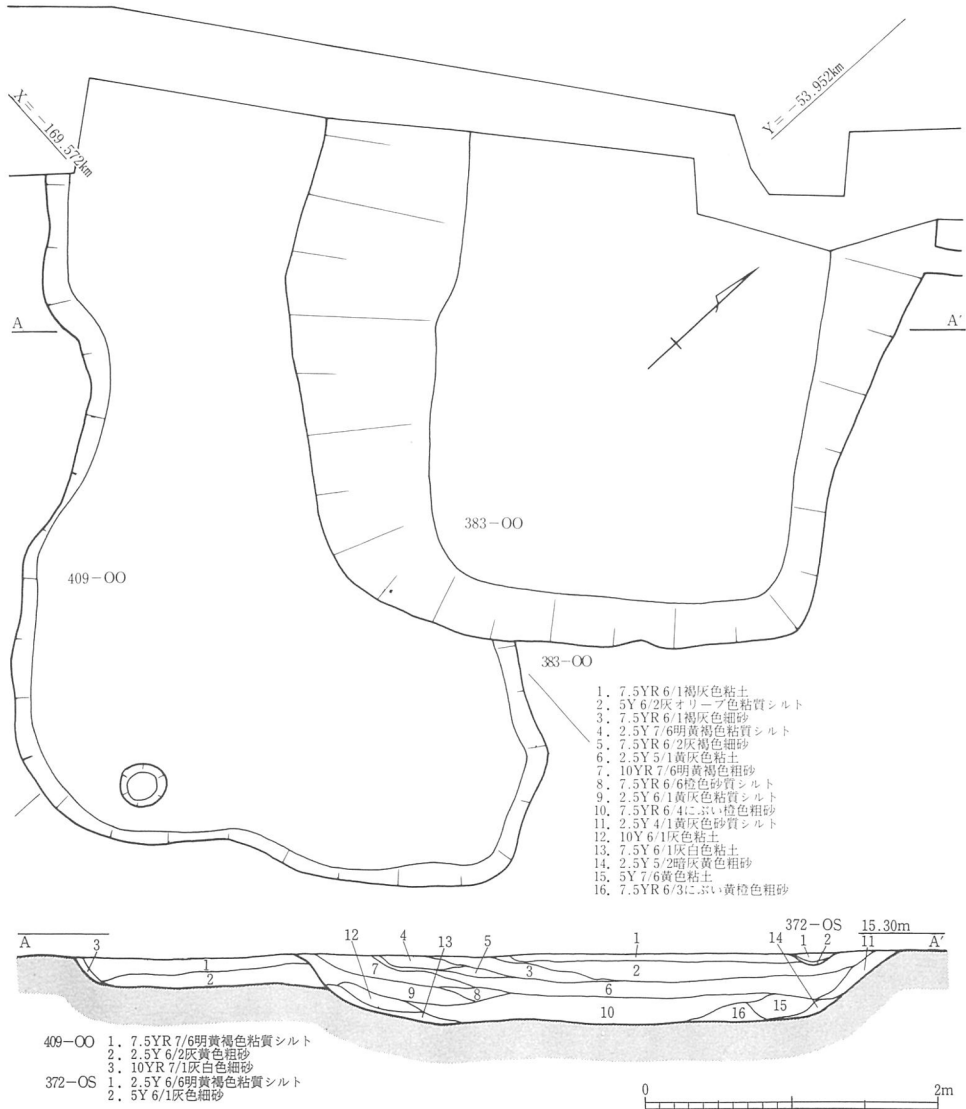 X = −169.572km
Y = −53.952km
A
A′
383−OO
409−OO
383−OO
1. 7.5YR 6/1褐灰色粘土
2. 5Y 6/2灰オリーブ色粘質シルト
3. 7.5YR 6/1褐灰色細砂
4. 2.5Y 7/6明黄褐色粘質シルト
5. 7.5YR 6/2灰褐色細砂
6. 2.5Y 5/1黄灰色粘土
7. 10YR 7/6明黄褐色粗砂
8. 7.5YR 6/6橙色砂質シルト
9. 2.5Y 6/1黄灰色粘質シルト
10. 7.5YR 6/4にぶい橙色粗砂
11. 2.5Y 4/1黄灰色砂質シルト
12. 10Y 6/1灰色粘土
13. 7.5Y 6/1灰白色粘土
14. 2.5Y 5/2暗灰黄色粗砂
15. 5Y 7/6黄色粘土
16. 7.5YR 6/3にぶい黄橙色粗砂
372−OS 15.30m
A 3 12 4 13 5 1 14 1 2 11 A′
1 7 3 2
2 9 8 6
10 16 15
409−OO 1. 7.5YR 7/6明黄褐色粘質シルト
2. 2.5Y 6/2灰黄色粗砂
3. 10YR 7/1灰白色細砂
372−OS 1. 2.5Y 6/6明黄褐色粘質シルト
2. 5Y 6/1灰色細砂
0 2m